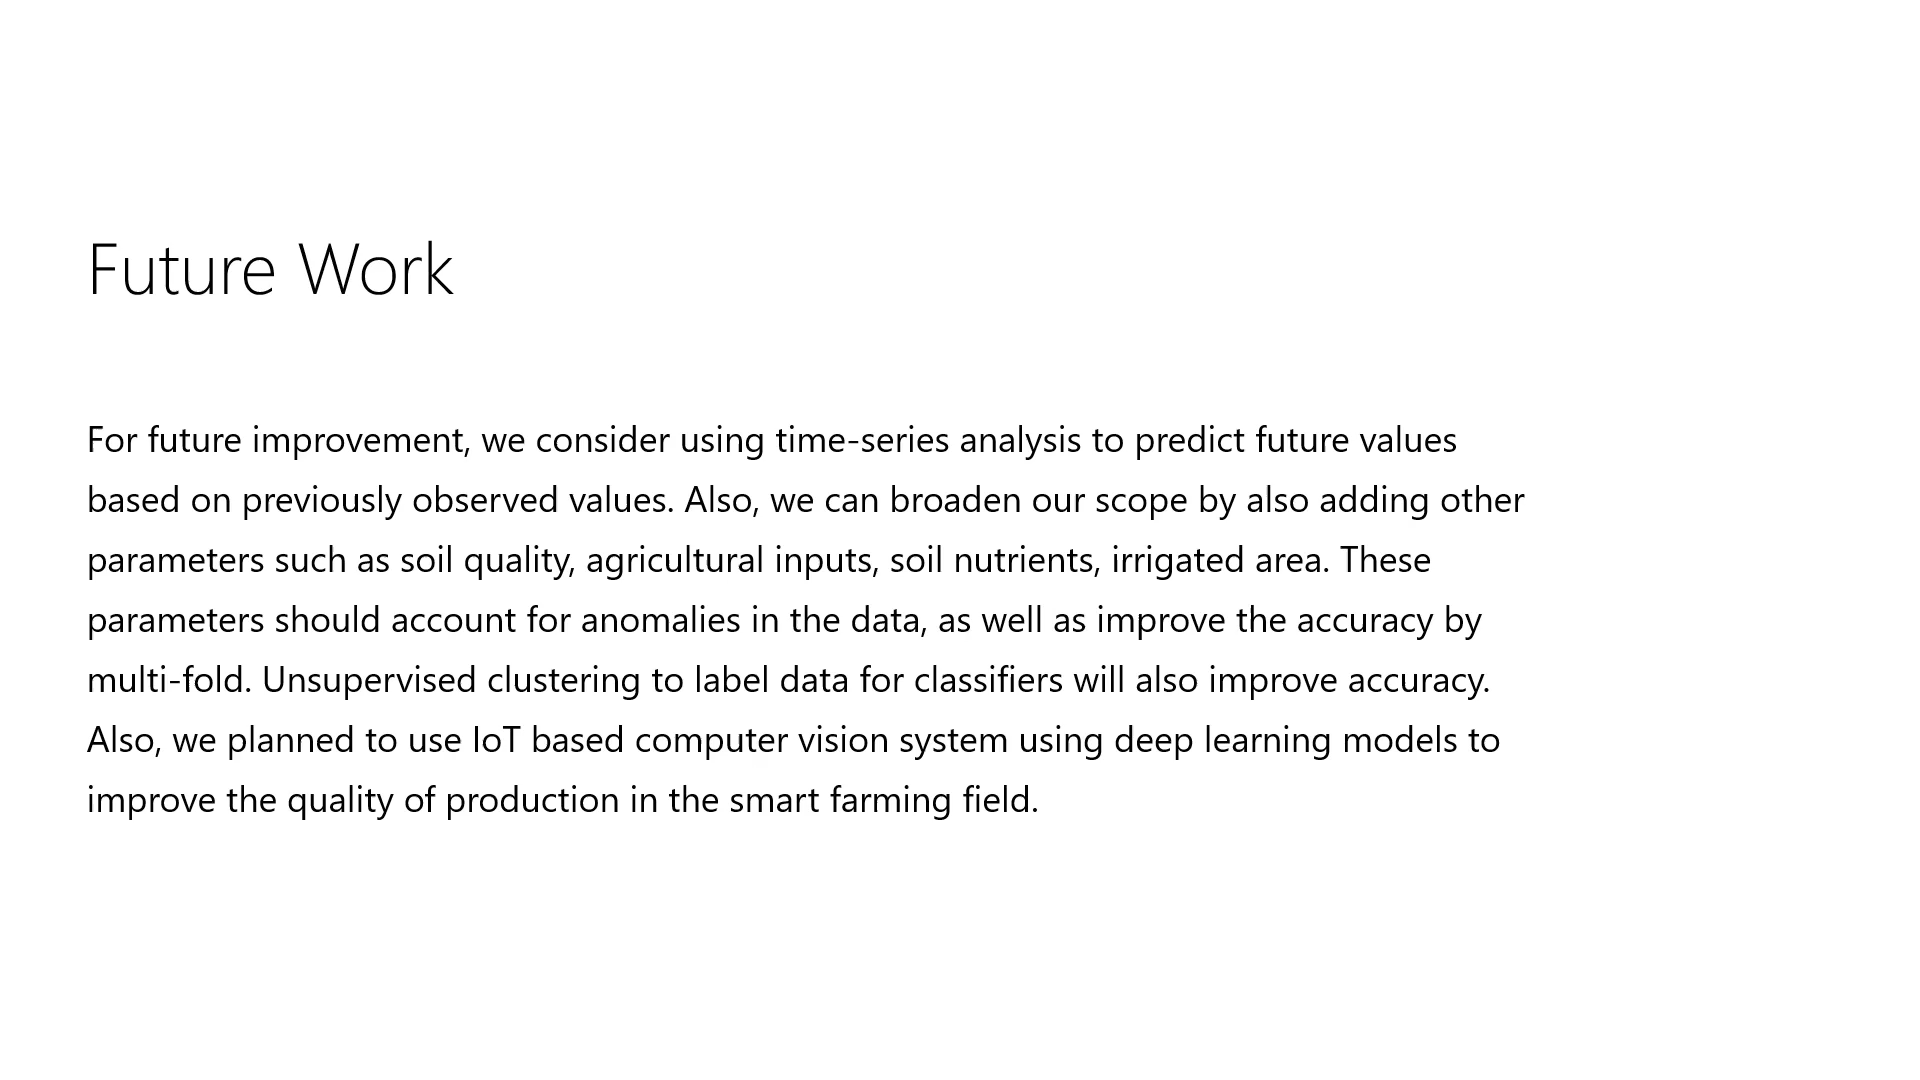 Future Work
For future improvement, we consider using time-series analysis to predict future values
based on previously observed values. Also, we can broaden our scope by also adding other
parameters such as soil quality, agricultural inputs, soil nutrients, irrigated area. These
parameters should account for anomalies in the data, as well as improve the accuracy by
multi-fold. Unsupervised clustering to label data for classifiers will also improve accuracy.
Also, we planned to use IoT based computer vision system using deep learning models to
improve the quality of production in the smart farming field.